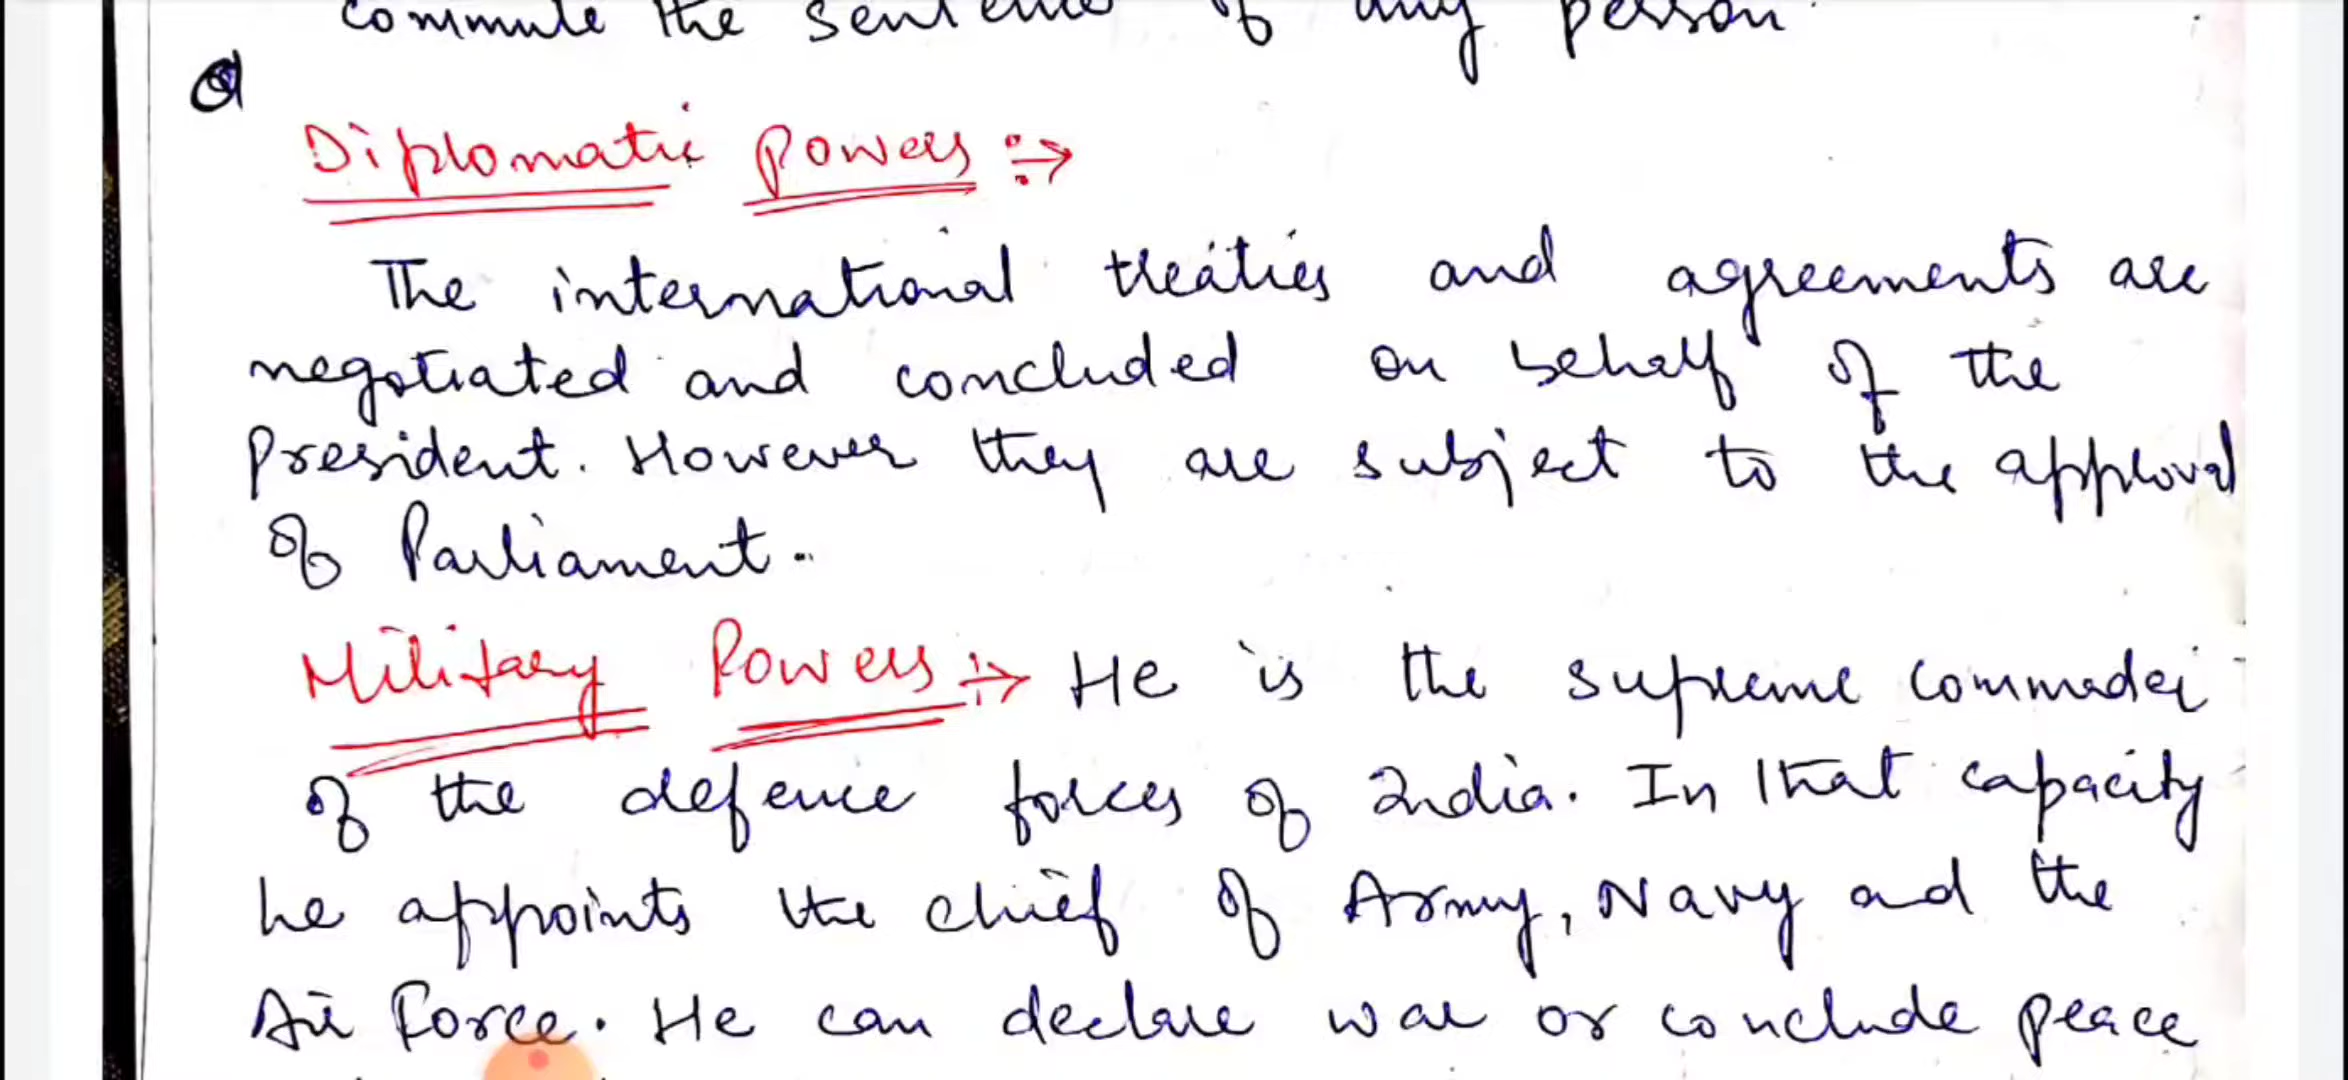 commute the sentence of any person
Diplomatic Powers :→
The international treaties and agreements are
negotiated and concluded on behalf of the
President. However they are subject to the approval
of Parliament.
Military Powers :→ He is the supreme commader
of the defence forces of India. In that capacity
he appoints the chief of Army, Navy and the
Air Force. He can declare war or conclude peace